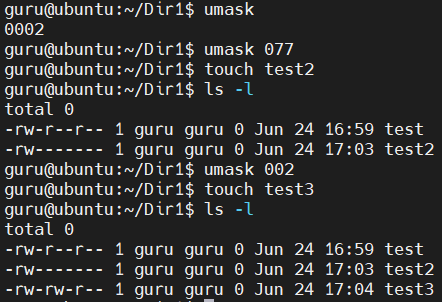 guru@ubuntu:~/Dir1$ umask
0002
guru@ubuntu:~/Dir1$ umask 077
guru@ubuntu:~/Dir1$ touch test2
guru@ubuntu:~/Dir1$ ls -l
total 0
-rw-r--r-- 1 guru guru 0 Jun 24 16:59 test
-rw------- 1 guru guru 0 Jun 24 17:03 test2
guru@ubuntu:~/Dir1$ umask 002
guru@ubuntu:~/Dir1$ touch test3
guru@ubuntu:~/Dir1$ ls -l
total 0
-rw-r--r-- 1 guru guru 0 Jun 24 16:59 test
-rw------- 1 guru guru 0 Jun 24 17:03 test2
-rw-rw-r-- 1 guru guru 0 Jun 24 17:04 test3